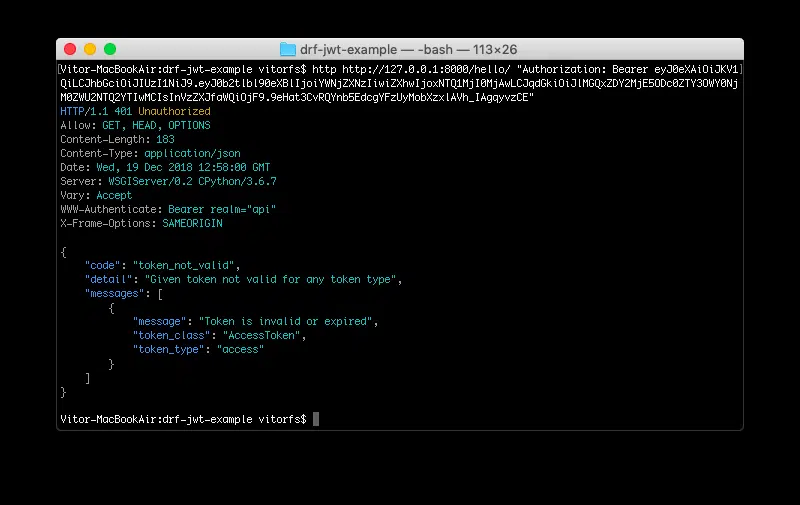 drf-jwt-example — -bash — 113×26
[Vitor-MacBookAir:drf-jwt-example vitorfs$ http http://127.0.0.1:8000/hello/ "Authorization: Bearer eyJ0eXAiOiJKV1]
QiLCJhbGciOiJIUzI1NiJ9.eyJ0b2tlbl90eXBlIjoiYWNjZXNzIiwiZXhwIjoxNTQ1MjI0MjAwLCJqdGkiOiJlMGQxZDY2MjE5ODc0ZTY3OWY0Nj
M0ZWU2NTQ2YTIwMCIsInVzZXJfaWQiOjF9.9eHat3CvRQYnb5EdcgYFzUyMobXzxlAVh_IAgqyvzCE"
HTTP/1.1 401 Unauthorized
Allow: GET, HEAD, OPTIONS
Content-Length: 183
Content-Type: application/json
Date: Wed, 19 Dec 2018 12:58:00 GMT
Server: WSGIServer/0.2 CPython/3.6.7
Vary: Accept
WWW-Authenticate: Bearer realm="api"
X-Frame-Options: SAMEORIGIN
{
"code": "token_not_valid",
"detail": "Given token not valid for any token type",
"messages": [
{
"message": "Token is invalid or expired",
"token_class": "AccessToken",
"token_type": "access"
}
]
}
Vitor-MacBookAir:drf-jwt-example vitorfs$